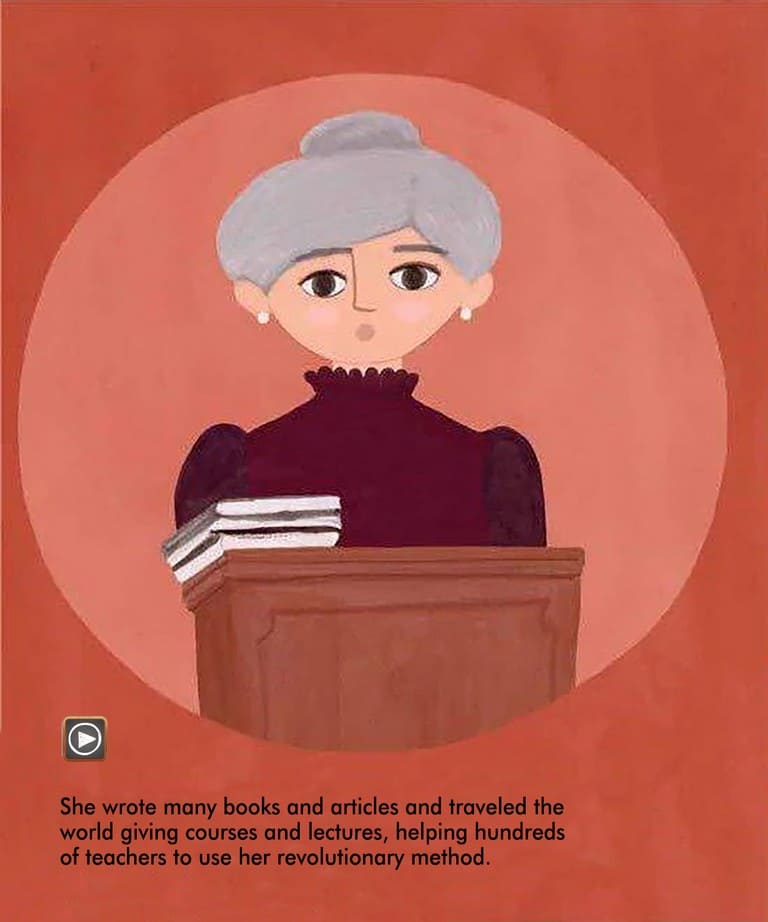 She wrote many books and articles and traveled the
world giving courses and lectures, helping hundreds
of teachers to use her revolutionary method.